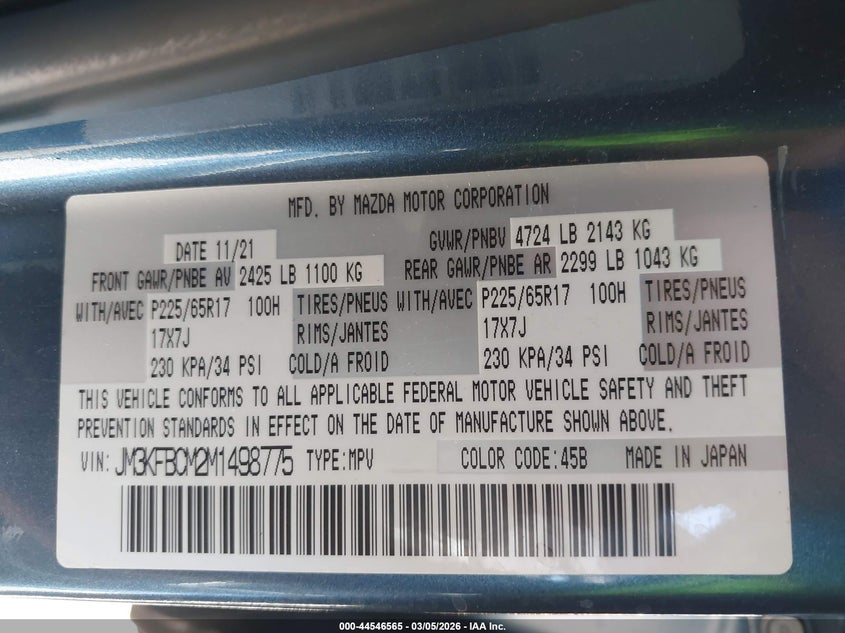 MFD. BY MAZDA MOTOR CORPORATION
DATE 11/21 GVWR/PNBV 4724 LB 2143 KG
FRONT GAWR/PNBE AV 2425 LB 1100 KG REAR GAWR/PNBE AR 2299 LB 1043 KG
WITH/AVEC P225/65R17 100H TIRES/PNEUS WITH/AVEC P225/65R17 100H TIRES/PNEUS
17X7J RIMS/JANTES 17X7J RIMS/JANTES
230 KPA/34 PSI COLD/A FROID 230 KPA/34 PSI COLD/A FROID
THIS VEHICLE CONFORMS TO ALL APPLICABLE FEDERAL MOTOR VEHICLE SAFETY AND THEFT
PREVENTION STANDARDS IN EFFECT ON THE DATE OF MANUFACTURE SHOWN ABOVE.
VIN: JM3KFBCM2M1498775 TYPE:MPV COLOR CODE:45B MADE IN JAPAN
000-44546565 - 03/05/2026 - IAA Inc.